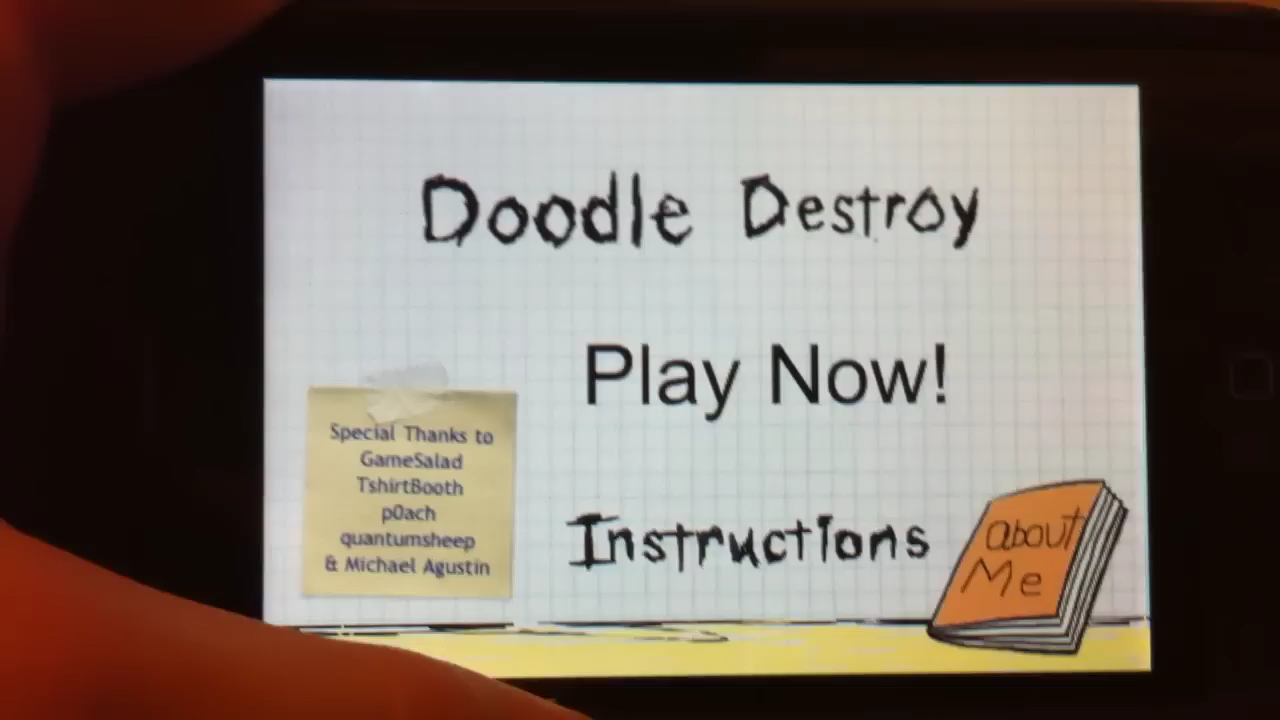 Doodle Destroy
Play Now!
Special Thanks to
GameSalad
TshirtBooth
p0ach
quantumsheep
& Michael Agustin
Instructions
about
Me